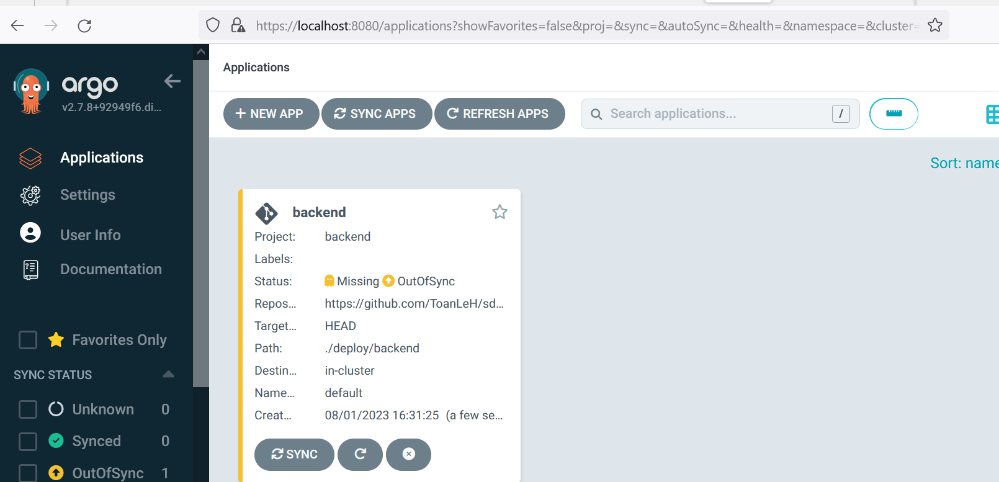 https://localhost:8080/applications?showFavorites=false&proj=&sync=&autoSync=&health=&namespace=&cluster=
argo
v2.7.8+92949f6.di...
Applications
Settings
User Info
Documentation
Favorites Only
SYNC STATUS
Unknown 0
Synced 0
OutOfSync 1
Applications
+ NEW APP SYNC APPS REFRESH APPS Search applications... /
Sort: name
backend
Project: backend
Labels:
Status: Missing OutOfSync
Repos... https://github.com/ToanLeH/sd...
Target... HEAD
Path: ./deploy/backend
Destin... in-cluster
Name... default
Creat... 08/01/2023 16:31:25 (a few se...
SYNC